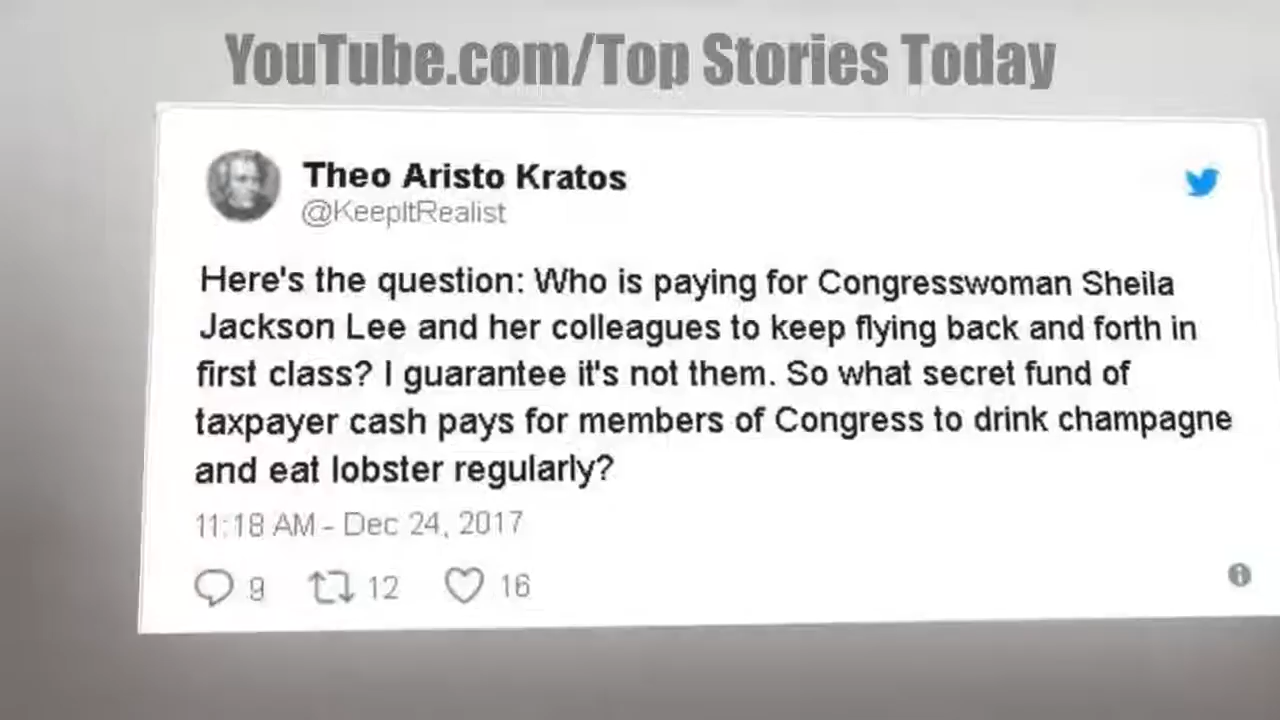 YouTube.com/Top Stories Today
Theo Aristo Kratos
@KeepItRealist
Here's the question: Who is paying for Congresswoman Sheila
Jackson Lee and her colleagues to keep flying back and forth in
first class? I guarantee it's not them. So what secret fund of
taxpayer cash pays for members of Congress to drink champagne
and eat lobster regularly?
11:18 AM - Dec 24, 2017
9 12 16